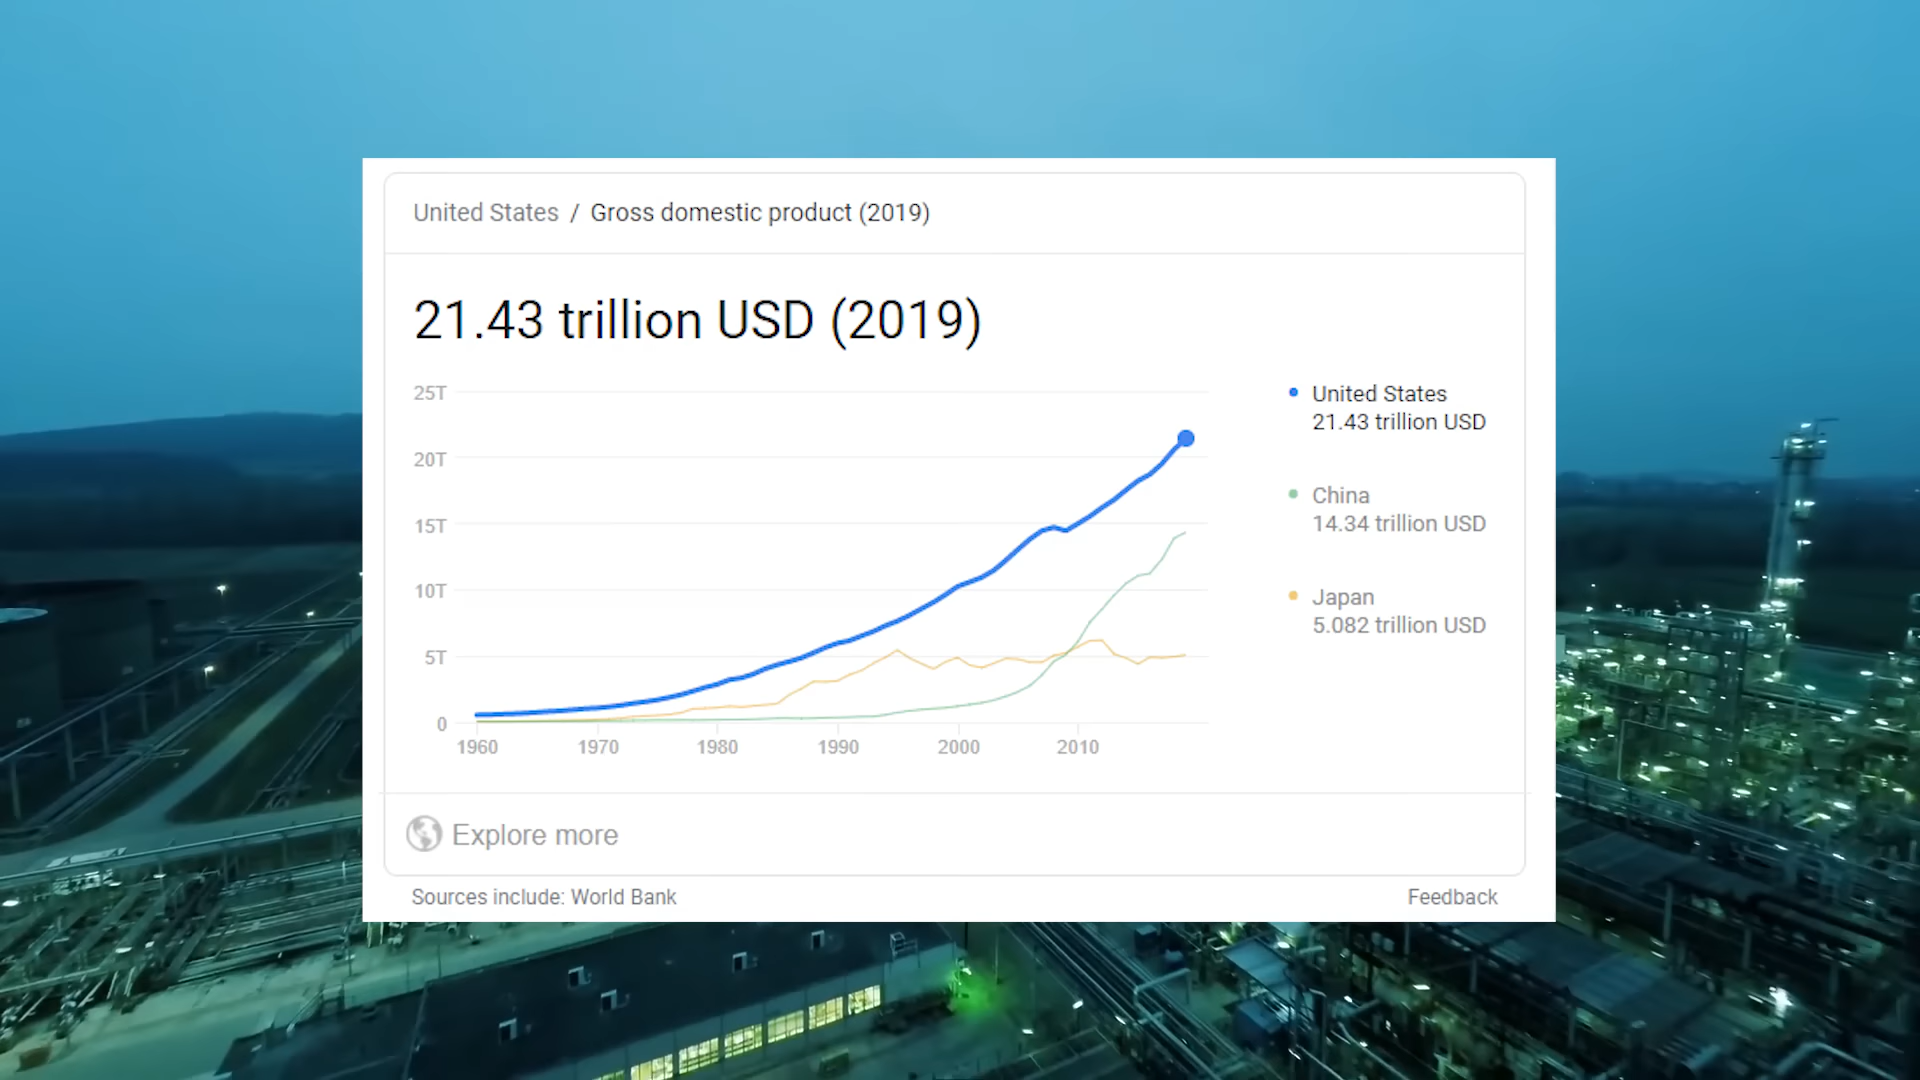 United States / Gross domestic product (2019)
21.43 trillion USD (2019)
25T
20T
15T
10T
5T
0
1960 1970 1980 1990 2000 2010
United States
21.43 trillion USD
China
14.34 trillion USD
Japan
5.082 trillion USD
Explore more
Sources include: World Bank Feedback